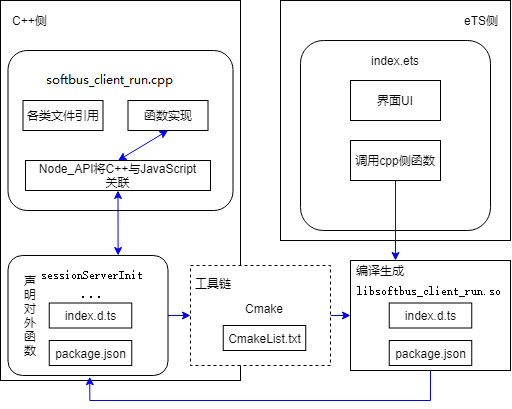 C++侧
softbus_client_run.cpp
各类文件引用
函数实现
Node_API将C++与JavaScript
关联
声明对外函数
sessionServerInit
...
index.d.ts
package.json
工具链
Cmake
CmakeList.txt
eTS侧
index.ets
界面UI
调用cpp侧函数
编译生成
libsoftbus_client_run.so
index.d.ts
package.json